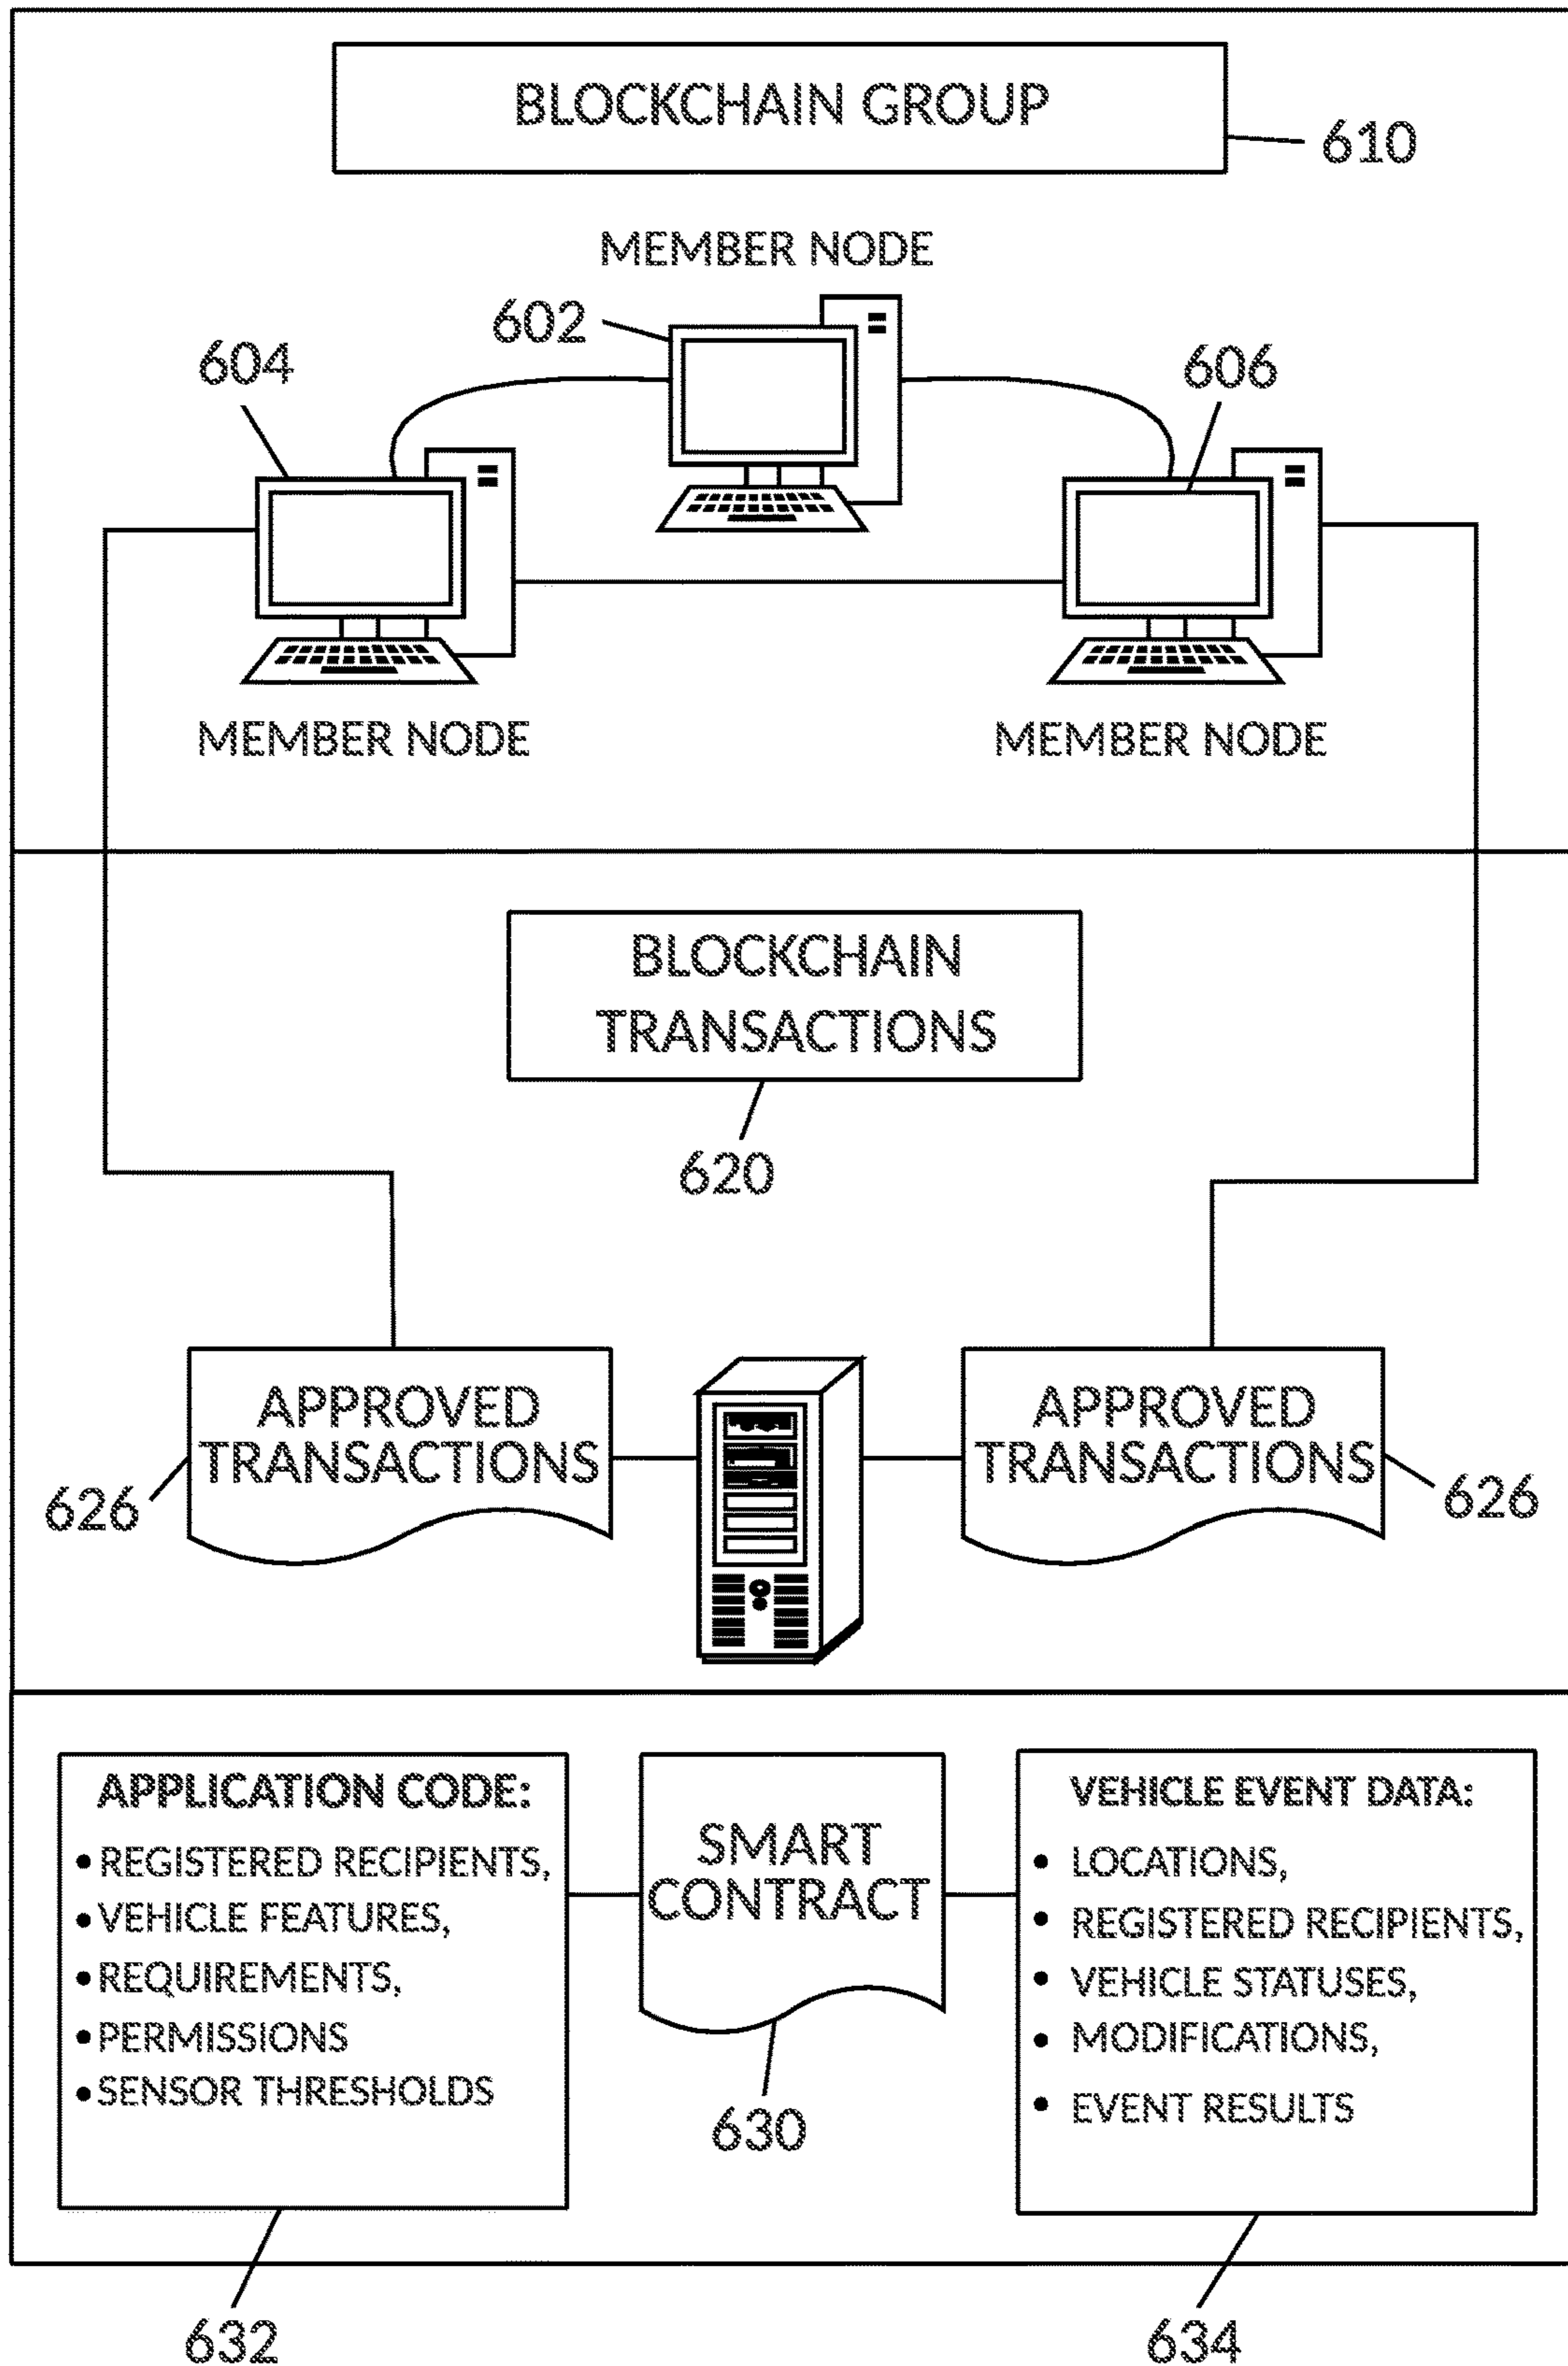 BLOCKCHAIN GROUP
610
MEMBER NODE
602
604
606
MEMBER NODE
MEMBER NODE
BLOCKCHAIN
TRANSACTIONS
620
APPROVED
TRANSACTIONS
626
APPROVED
TRANSACTIONS
626
APPLICATION CODE:
• REGISTERED RECIPIENTS,
• VEHICLE FEATURES,
• REQUIREMENTS,
• PERMISSIONS
• SENSOR THRESHOLDS
632
SMART
CONTRACT
630
VEHICLE EVENT DATA:
• LOCATIONS,
• REGISTERED RECIPIENTS,
• VEHICLE STATUSES,
• MODIFICATIONS,
• EVENT RESULTS
634